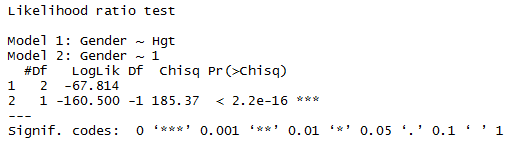 Likelihood ratio test
Model 1: Gender ~ Hgt
Model 2: Gender ~ 1
  #Df   LogLik Df  Chisq Pr(>Chisq)
1   2  -67.814
2   1 -160.500 -1 185.37  < 2.2e-16 ***
---
Signif. codes:  0 ‘***’ 0.001 ‘**’ 0.01 ‘*’ 0.05 ‘.’ 0.1 ‘ ’ 1